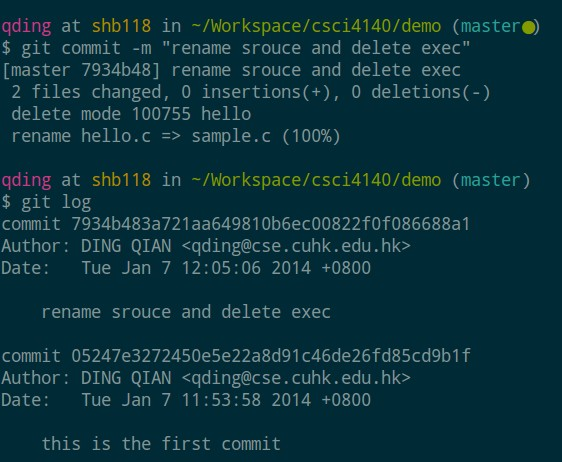 qding at shb118 in ~/Workspace/csci4140/demo (master●)
$ git commit -m "rename srouce and delete exec"
[master 7934b48] rename srouce and delete exec
 2 files changed, 0 insertions(+), 0 deletions(-)
 delete mode 100755 hello
 rename hello.c => sample.c (100%)
qding at shb118 in ~/Workspace/csci4140/demo (master)
$ git log
commit 7934b483a721aa649810b6ec00822f0f086688a1
Author: DING QIAN <qding@cse.cuhk.edu.hk>
Date:   Tue Jan 7 12:05:06 2014 +0800
    rename srouce and delete exec
commit 05247e3272450e5e22a8d91c46de26fd85cd9b1f
Author: DING QIAN <qding@cse.cuhk.edu.hk>
Date:   Tue Jan 7 11:53:58 2014 +0800
    this is the first commit